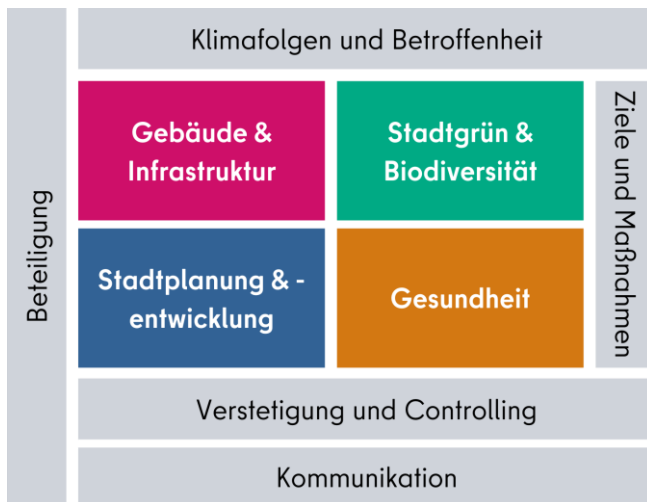 Klimafolgen und Betroffenheit
Beteiligung
Gebäude &
Infrastruktur
Stadtgrün &
Biodiversität
Ziele und Maßnahmen
Stadtplanung & -
entwicklung
Gesundheit
Verstetigung und Controlling
Kommunikation